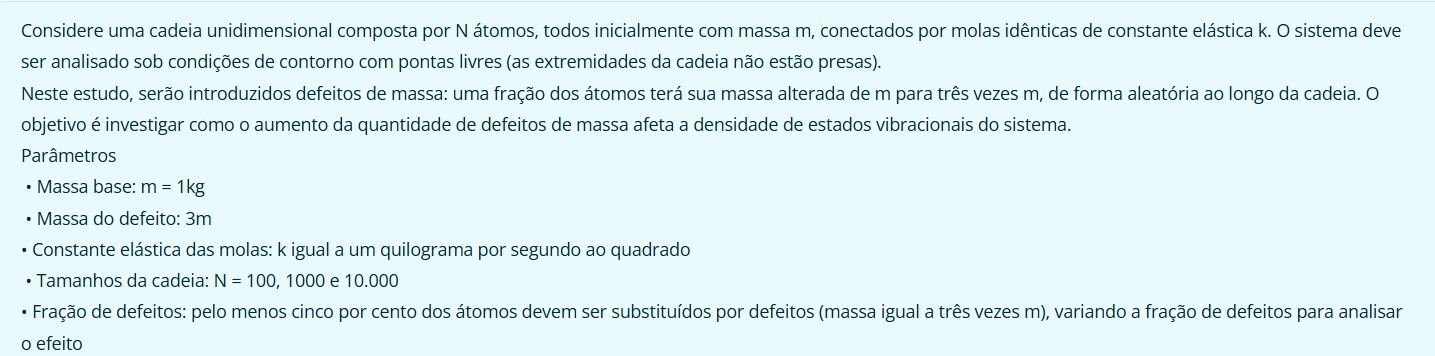 Considere uma cadeia unidimensional composta por N átomos, todos inicialmente com massa m, conectados por molas idênticas de constante elástica k. O sistema deve
ser analisado sob condições de contorno com pontas livres (as extremidades da cadeia não estão presas).
Neste estudo, serão introduzidos defeitos de massa: uma fração dos átomos terá sua massa alterada de m para três vezes m, de forma aleatória ao longo da cadeia. O
objetivo é investigar como o aumento da quantidade de defeitos de massa afeta a densidade de estados vibracionais do sistema.
Parâmetros
• Massa base: m = 1kg
• Massa do defeito: 3m
• Constante elástica das molas: k igual a um quilograma por segundo ao quadrado
• Tamanhos da cadeia: N = 100, 1000 e 10.000
• Fração de defeitos: pelo menos cinco por cento dos átomos devem ser substituídos por defeitos (massa igual a três vezes m), variando a fração de defeitos para analisar
o efeito